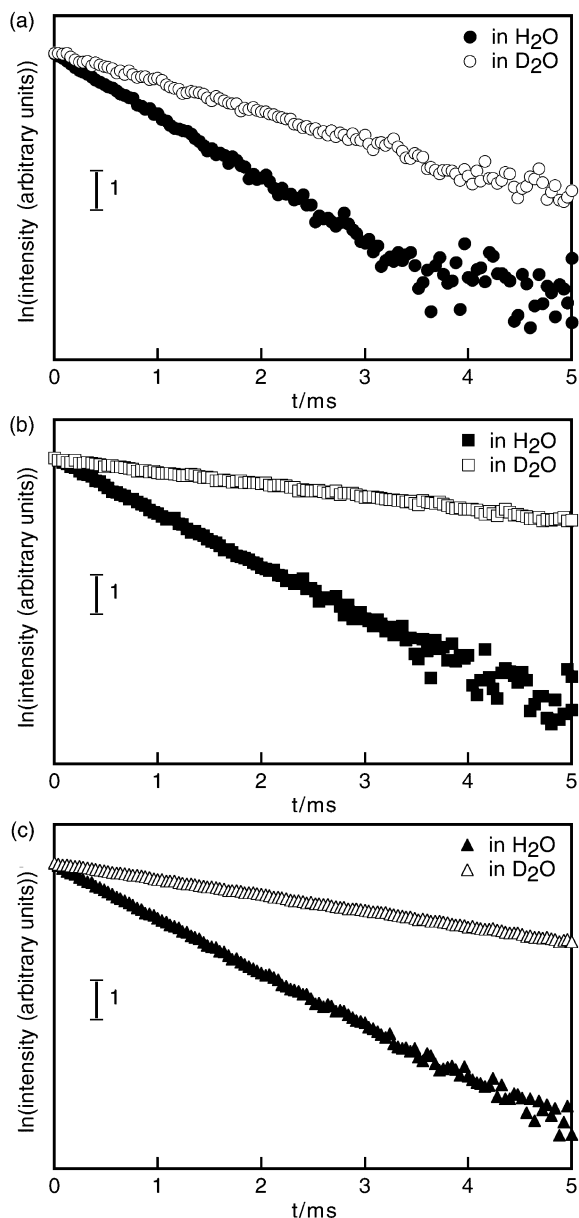 (a)
● in H2O
○ in D2O
ln(intensity (arbitrary units))
1
0 1 2 3 4 5
t/ms
(b)
■ in H2O
□ in D2O
ln(intensity (arbitrary units))
1
0 1 2 3 4 5
t/ms
(c)
▲ in H2O
△ in D2O
ln(intensity (arbitrary units))
1
0 1 2 3 4 5
t/ms